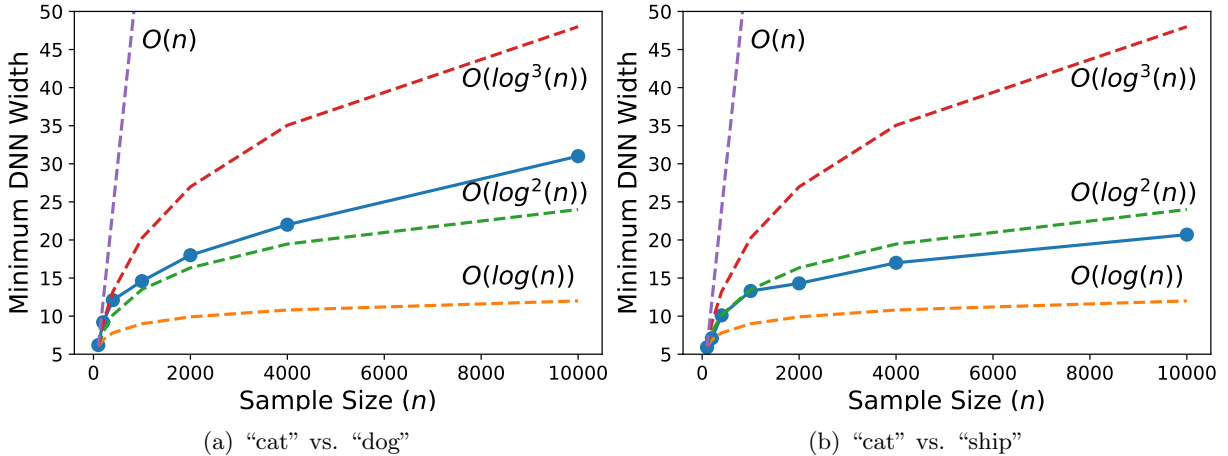 50
45
40
35
30
25
20
15
10
5
Minimum DNN Width
O(n)
O(log³(n))
O(log²(n))
O(log(n))
0 2000 4000 6000 8000 10000
Sample Size (n)
(a) “cat” vs. “dog”
50
45
40
35
30
25
20
15
10
5
Minimum DNN Width
O(n)
O(log³(n))
O(log²(n))
O(log(n))
0 2000 4000 6000 8000 10000
Sample Size (n)
(b) “cat” vs. “ship”